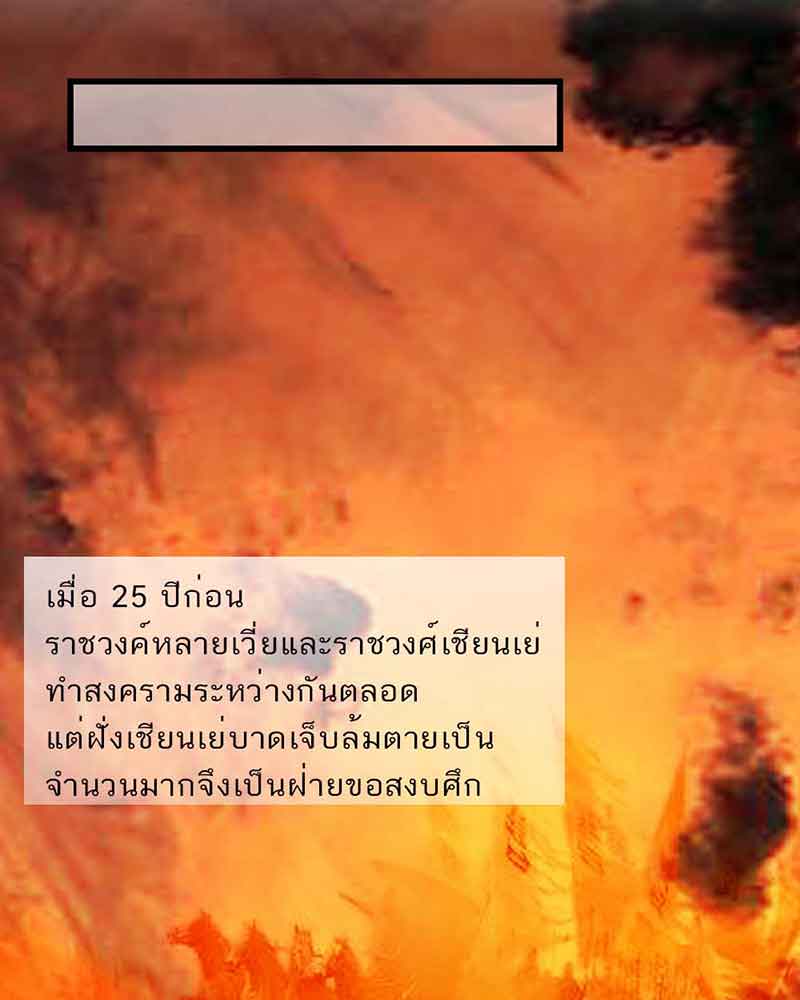 เมื่อ 25 ปีก่อน
ราชวงค์หลายเวี่ยและราชวงศ์เชียนเย่
ทำสงครามระหว่างกันตลอด
แต่ฝั่งเชียนเย่บาดเจ็บล้มตายเป็น
จำนวนมากจึงเป็นฝ่ายขอสงบศึก